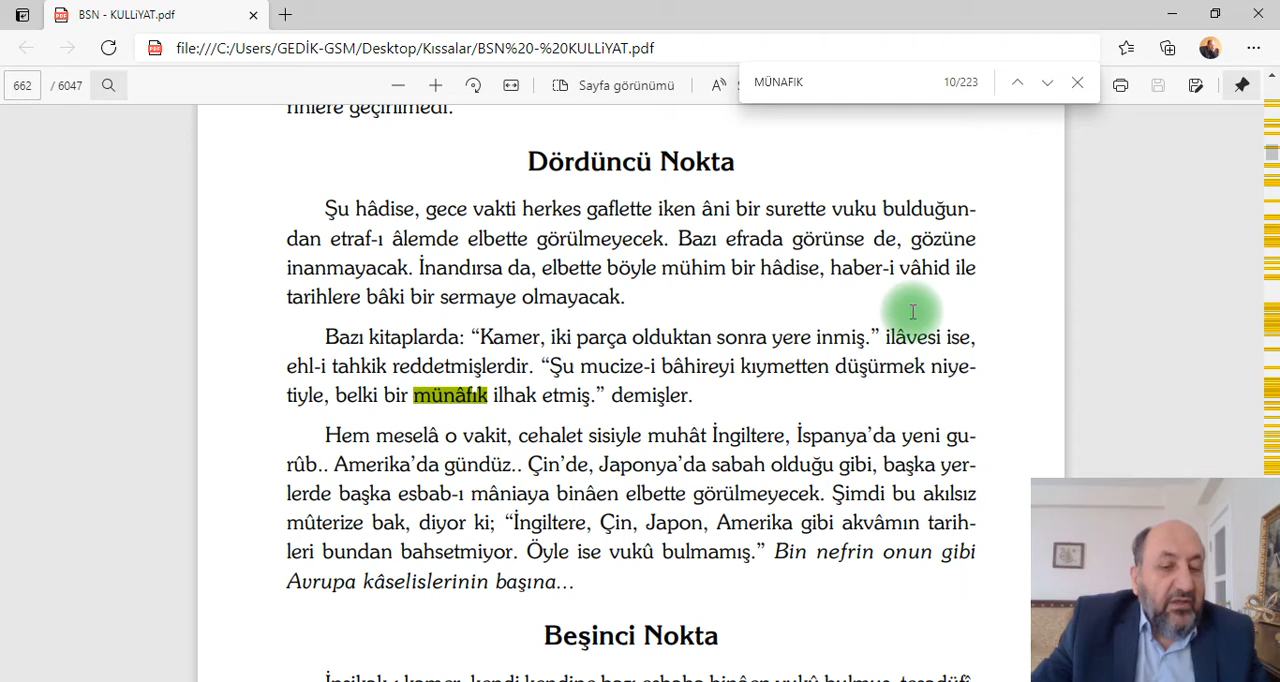 BSN - KULLiYAT.pdf
file:///C:/Users/GEDİK-GSM/Desktop/Kıssalar/BSN%20-%20KULLiYAT.pdf
662 / 6047
Sayfa görünümü
MÜNAFIK 10/223
rinlere geçirilmedi.
Dördüncü Nokta
Şu hâdise, gece vakti herkes gaflette iken âni bir surette vuku bulduğun-
dan etraf-ı âlemde elbette görülmeyecek. Bazı efrada görünse de, gözüne
inanmayacak. İnandırsa da, elbette böyle mühim bir hâdise, haber-i vâhid ile
tarihlere bâki bir sermaye olmayacak.
Bazı kitaplarda: “Kamer, iki parça olduktan sonra yere inmiş.” ilâvesi ise,
ehl-i tahkik reddetmişlerdir. “Şu mucize-i bâhireyi kıymetten düşürmek niye-
tiyle, belki bir münâfık ilhak etmiş.” demişler.
Hem meselâ o vakit, cehalet sisiyle muhât İngiltere, İspanya’da yeni gu-
rûb.. Amerika’da gündüz.. Çin’de, Japonya’da sabah olduğu gibi, başka yer-
lerde başka esbab-ı mâniaya binâen elbette görülmeyecek. Şimdi bu akılsız
mûterize bak, diyor ki; “İngiltere, Çin, Japon, Amerika gibi akvâmın tarih-
leri bundan bahsetmiyor. Öyle ise vukû bulmamış.” Bin nefrin onun gibi
Avrupa kâselislerinin başına...
Beşinci Nokta